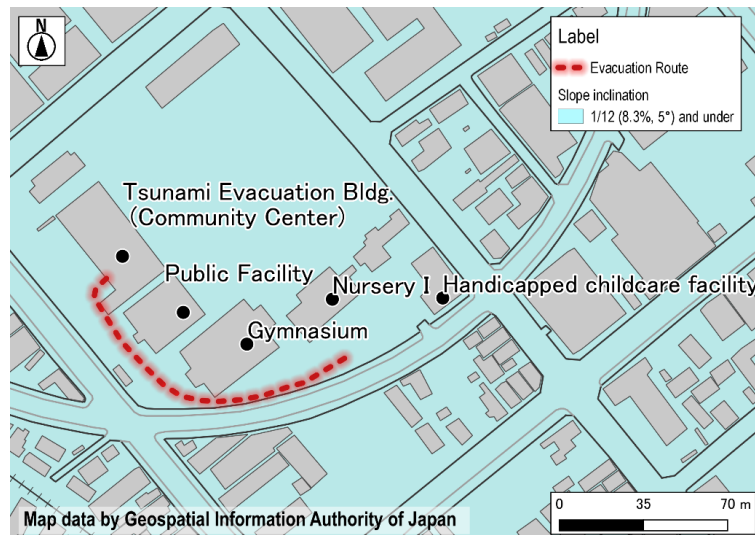 N
Label
Evacuation Route
Slope inclination
1/12 (8.3%, 5°) and under
Tsunami Evacuation Bldg.
(Community Center)
Public Facility
Nursery I
Handicapped childcare facility
Gymnasium
0 35 70 m
Map data by Geospatial Information Authority of Japan